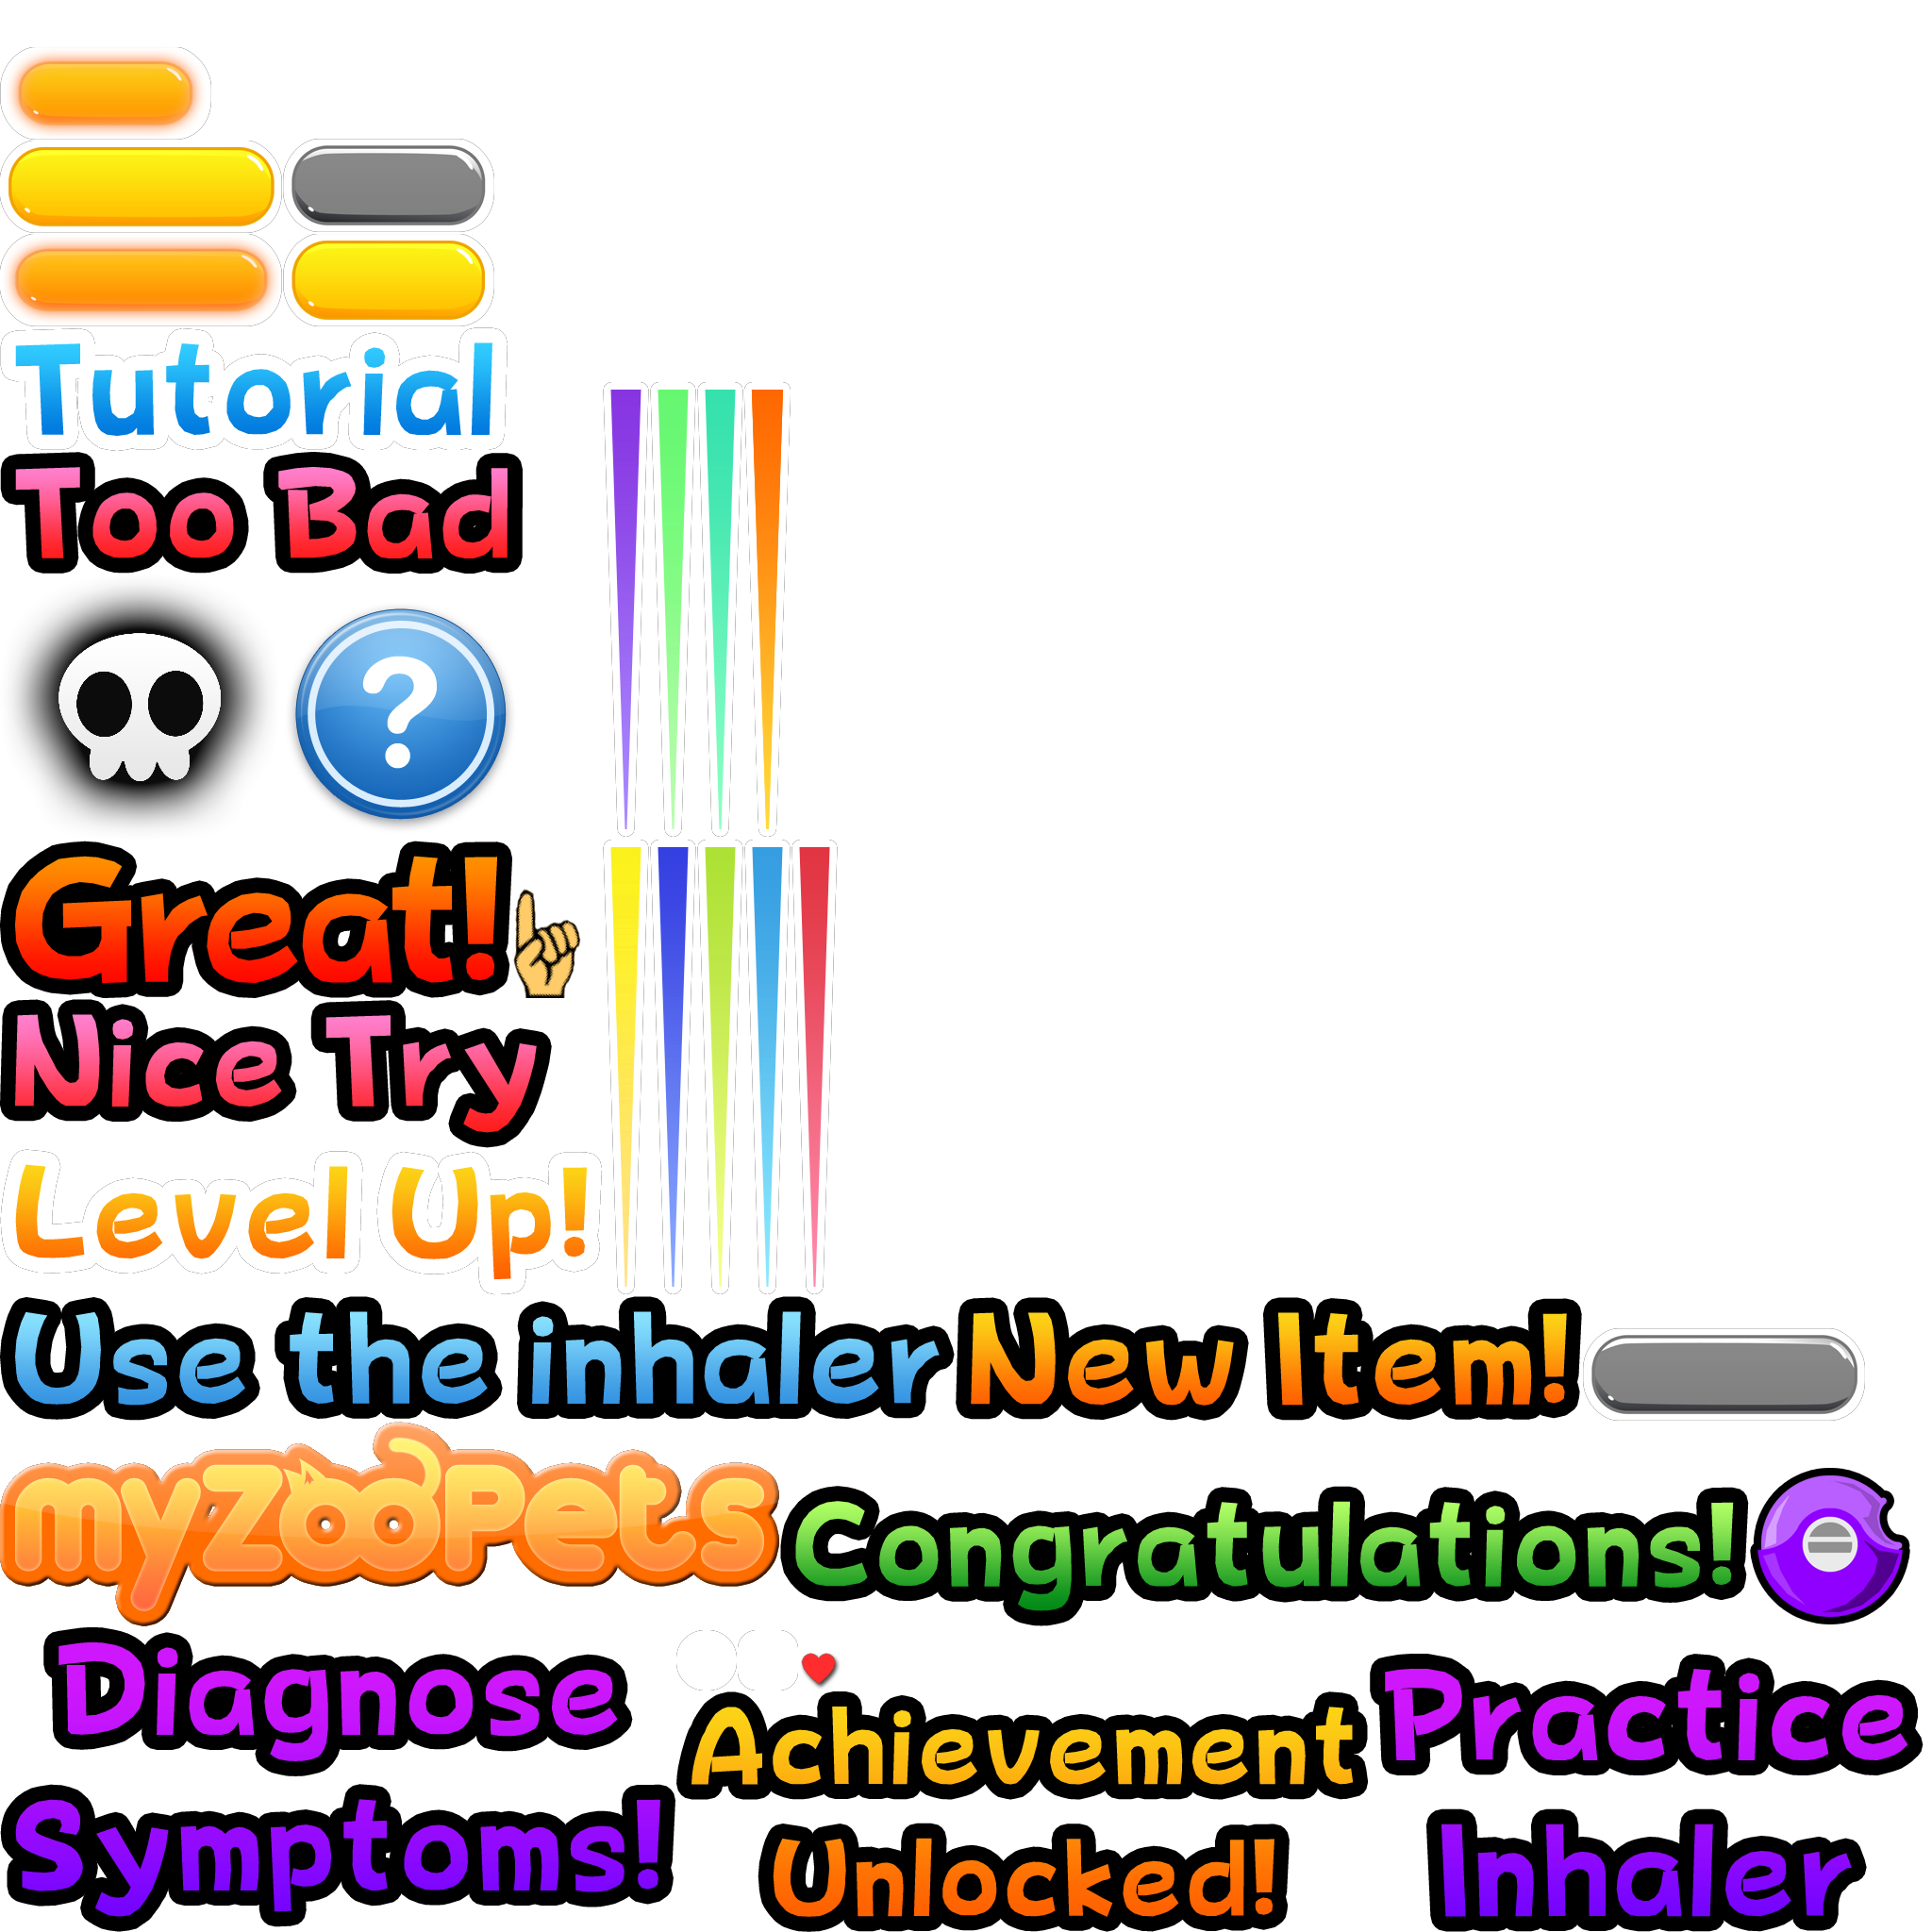 Tutorial
Too Bad
?
Great!
Nice Try
Level Up!
Use the inhaler
New Item!
myZooPets
Congratulations!
Diagnose
Symptoms!
Achievement
Unlocked!
Practice
Inhaler